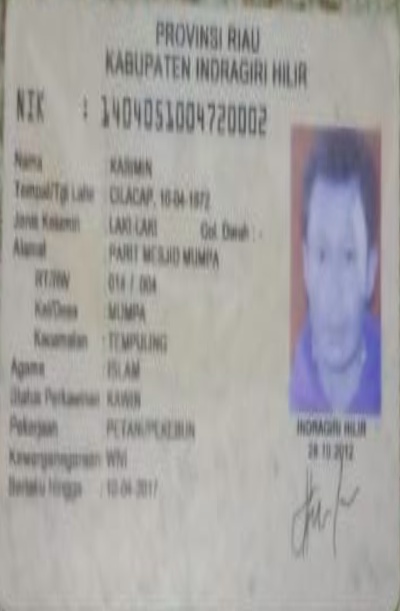 PROVINSI RIAU
KABUPATEN INDRAGIRI HILIR
NIK : 1404051004720002
Nama : KARIMIN
Tempat/Tgl Lahir : CILACAP, 10-04-1972
Jenis Kelamin : LAKI-LAKI Gol. Darah : -
Alamat : PARIT MESJID MUMPA
RT/RW : 014 / 004
Kel/Desa : MUMPA
Kecamatan : TEMPULING
Agama : ISLAM
Status Perkawinan : KAWIN
Pekerjaan : PETANI/PEKEBUN
Kewarganegaraan : WNI
Berlaku Hingga : 10-04-2017
INDRAGIRI HILIR
28-10-2012